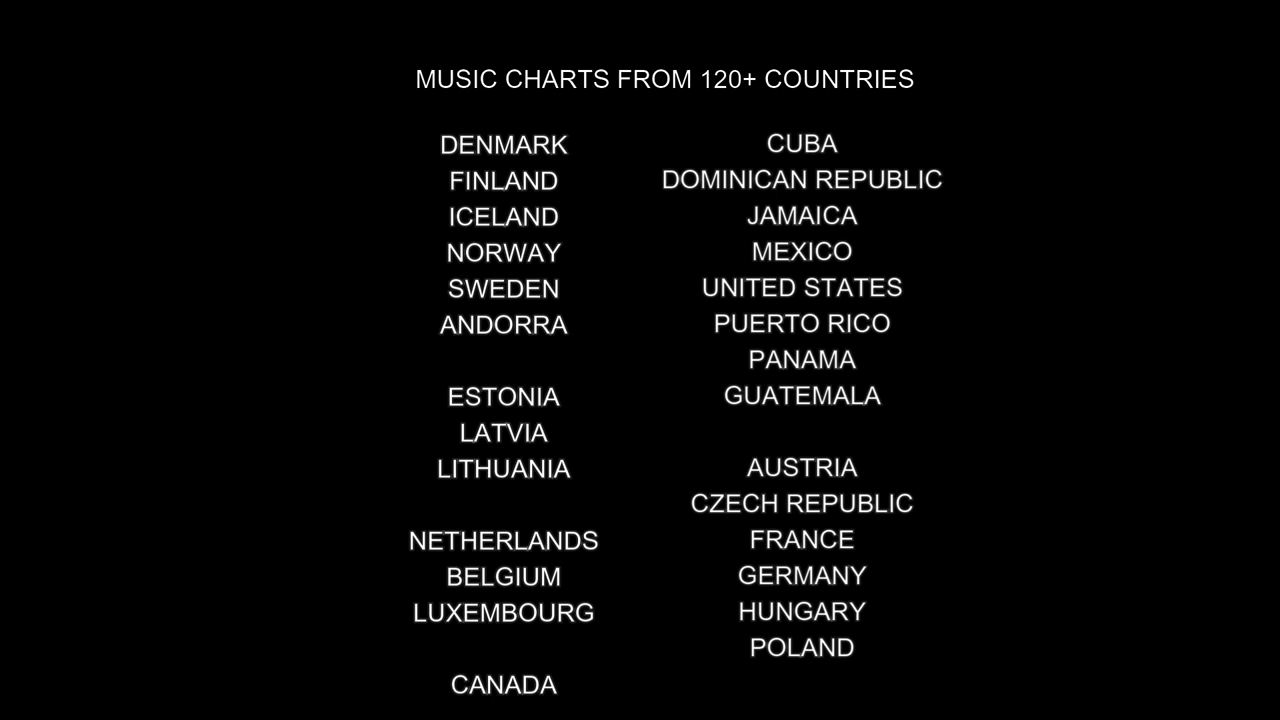 MUSIC CHARTS FROM 120+ COUNTRIES
DENMARK
FINLAND
ICELAND
NORWAY
SWEDEN
ANDORRA
ESTONIA
LATVIA
LITHUANIA
NETHERLANDS
BELGIUM
LUXEMBOURG
CANADA
CUBA
DOMINICAN REPUBLIC
JAMAICA
MEXICO
UNITED STATES
PUERTO RICO
PANAMA
GUATEMALA
AUSTRIA
CZECH REPUBLIC
FRANCE
GERMANY
HUNGARY
POLAND